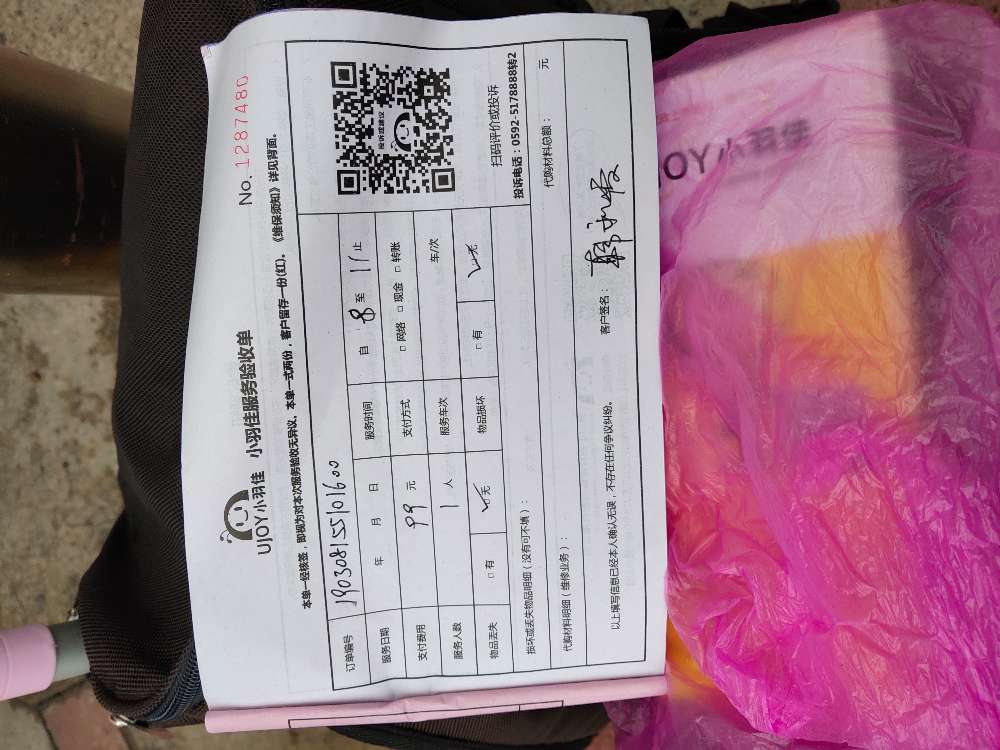 UJOY小羽佳 小羽佳服务验收单
No. 1287480
本单一经核签，即视为对本次服务验收无异议。本单一式两份，客户留存一份(红)。《维保须知》详见背面。
订单编号 190308155101600
服务日期 年 月 日 服务时间 自 8 至 11 止
支付费用 99 元 支付方式 □ 网络 □ 现金 □ 转账
服务人数 1 人 服务车次 车/次
物品丢失 □ 有 ☑ 无 物品损坏 □ 有 ☑ 无
投诉或建议
扫码评价或投诉
投诉电话：0592-5178888转2
损坏或丢失物品明细（没有可不填）：
代购材料明细（维修业务）： 代购材料总额： 元
以上填写信息已经本人确认无误，不存在任何争议纠纷。 客户签名：
JOY小羽佳